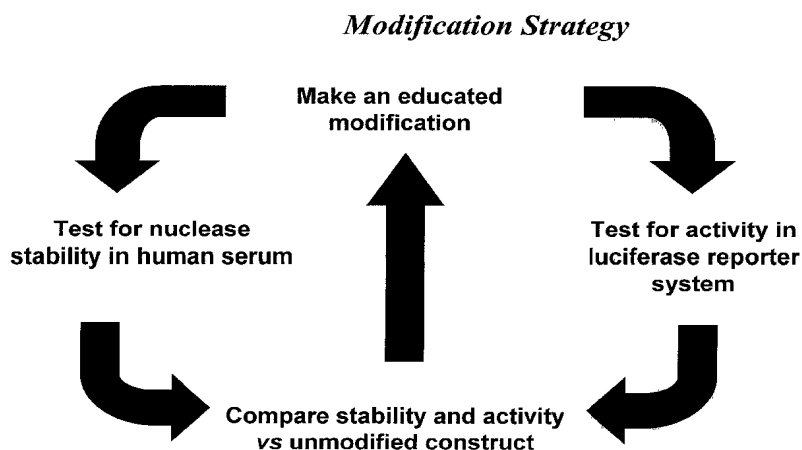 Modification Strategy
Make an educated
modification
Test for nuclease
stability in human serum
Test for activity in
luciferase reporter
system
Compare stability and activity
vs unmodified construct